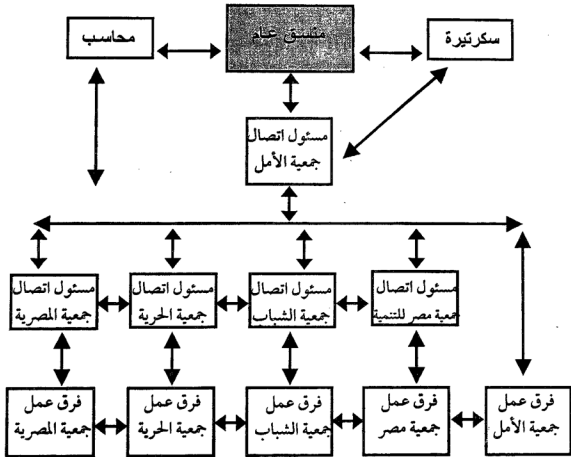 سكرتيرة
منسق عام
محاسب
مسئول اتصال
جمعية الأمل
مسئول اتصال
جمعية مصر للتنمية
مسئول اتصال
جمعية الشباب
مسئول اتصال
جمعية الحرية
مسئول اتصال
جمعية المصرية
فرق عمل
جمعية الأمل
فرق عمل
جمعية مصر
فرق عمل
جمعية الشباب
فرق عمل
جمعية الحرية
فرق عمل
جمعية المصرية